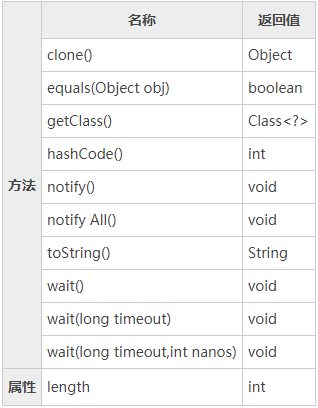 名称 返回值
clone() Object
equals(Object obj) boolean
getClass() Class<?>
hashCode() int
方法 notify() void
notify All() void
toString() String
wait() void
wait(long timeout) void
wait(long timeout,int nanos) void
属性 length int